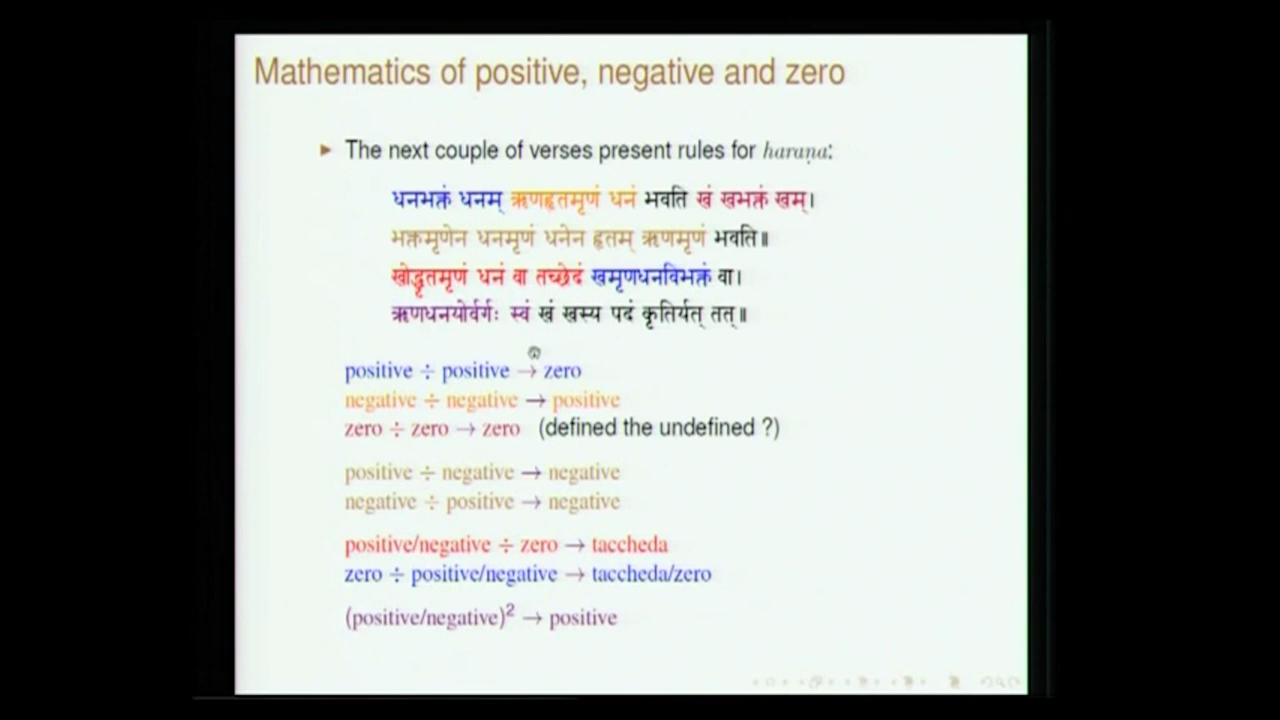 Mathematics of positive, negative and zero
► The next couple of verses present rules for haraṇa:
धनभक्तं धनम् ऋणहृतमृणं धनं भवति खं खभक्तं खम्।
भक्तमृणेन धनमृणं धनेन हृतम् ऋणमृणं भवति॥
खोद्धृतमृणं धनं वा तच्छेदं खमृणधनविभक्तं वा।
ऋणधनयोर्वर्गः स्वं खं खस्य पदं कृतिर्यत् तत्॥
positive ÷ positive → zero
negative ÷ negative → positive
zero ÷ zero → zero (defined the undefined ?)
positive ÷ negative → negative
negative ÷ positive → negative
positive/negative ÷ zero → taccheda
zero ÷ positive/negative → taccheda/zero
(positive/negative)² → positive